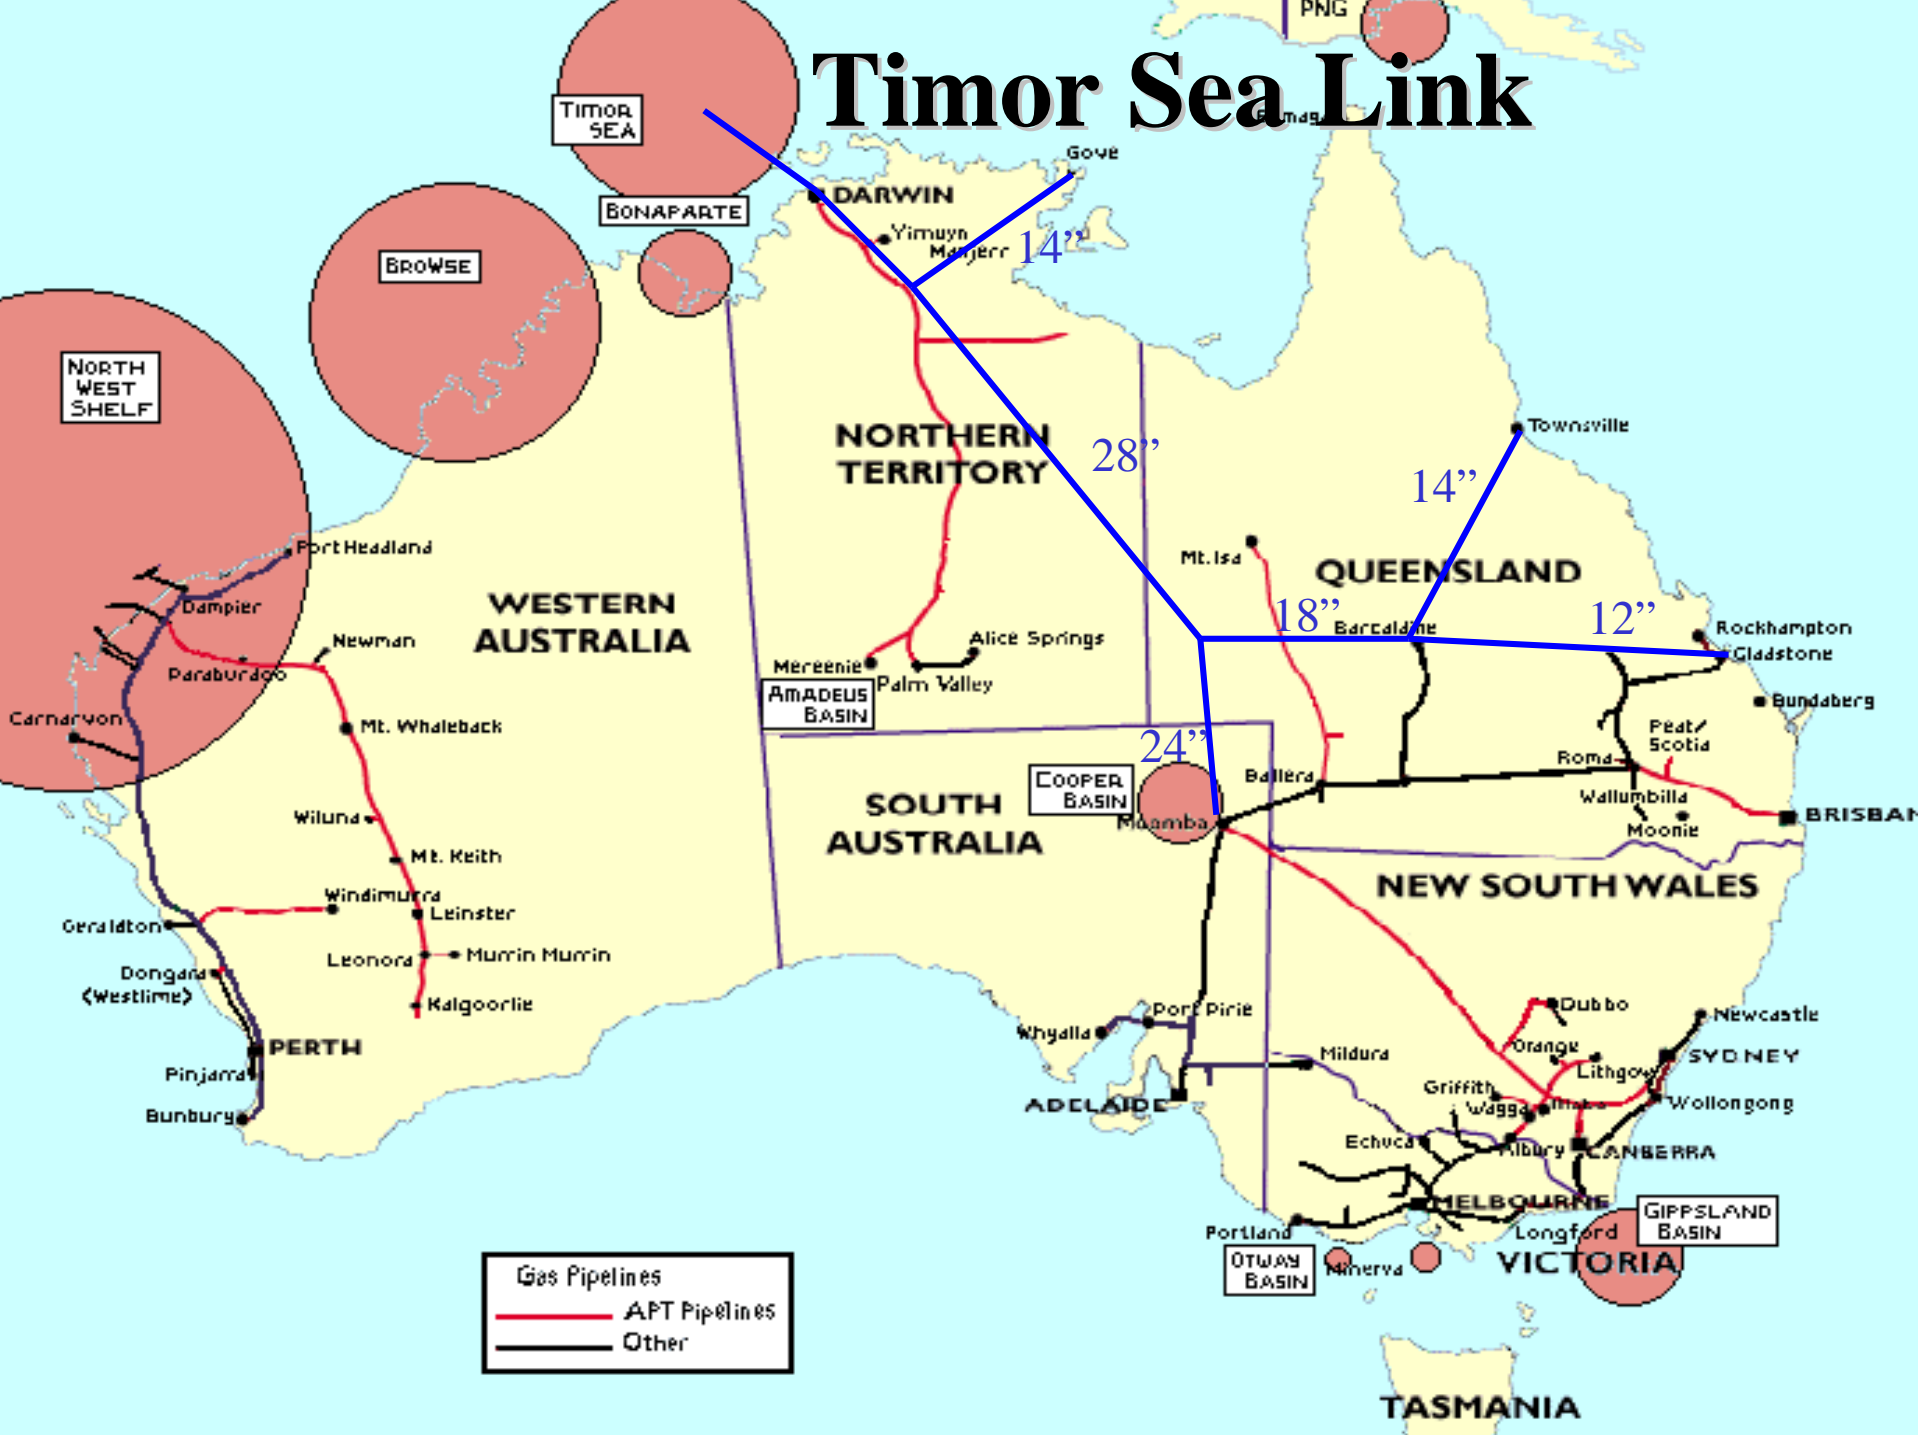 PNG
Timor Sea Link
TIMOR
SEA
Gove
DARWIN
BONAPARTE
Yimuyn
Manjerr
14”
BROWSE
NORTH
WEST
SHELF
Townsville
NORTHERN
TERRITORY
28”
14”
Port Headland
Mt. Isa
QUEENSLAND
WESTERN
AUSTRALIA
Dampier
18”
Barcaldine
12”
Rockhampton
Gladstone
Newman
Alice Springs
Mereenie
Paraburdoo
Palm Valley
AMADEUS
BASIN
Bundaberg
Carnarvon
Mt. Whaleback
Peat/
Scotia
24”
Roma
Ballera
COOPER
BASIN
Wallumbilla
SOUTH
AUSTRALIA
Wiluna
Moomba
Moonie
BRISBAN
Mt. Keith
NEW SOUTH WALES
Windimurra
Leinster
Geraldton
Leonora
Murrin Murrin
Dongara
(Westlime)
Kalgoorlie
Port Pirie
Dubbo
Newcastle
Whyalla
PERTH
Mildura
Orange
SYDNEY
Lithgow
Pinjarra
Griffith
ADELAIDE
Wagga
Wollongong
Bunbury
Echuca
Albury
CANBERRA
MELBOURNE
GIPPSLAND
BASIN
Portland
Longford
OTWAY
BASIN
Minerva
VICTORIA
Gas Pipelines
APT Pipelines
Other
TASMANIA